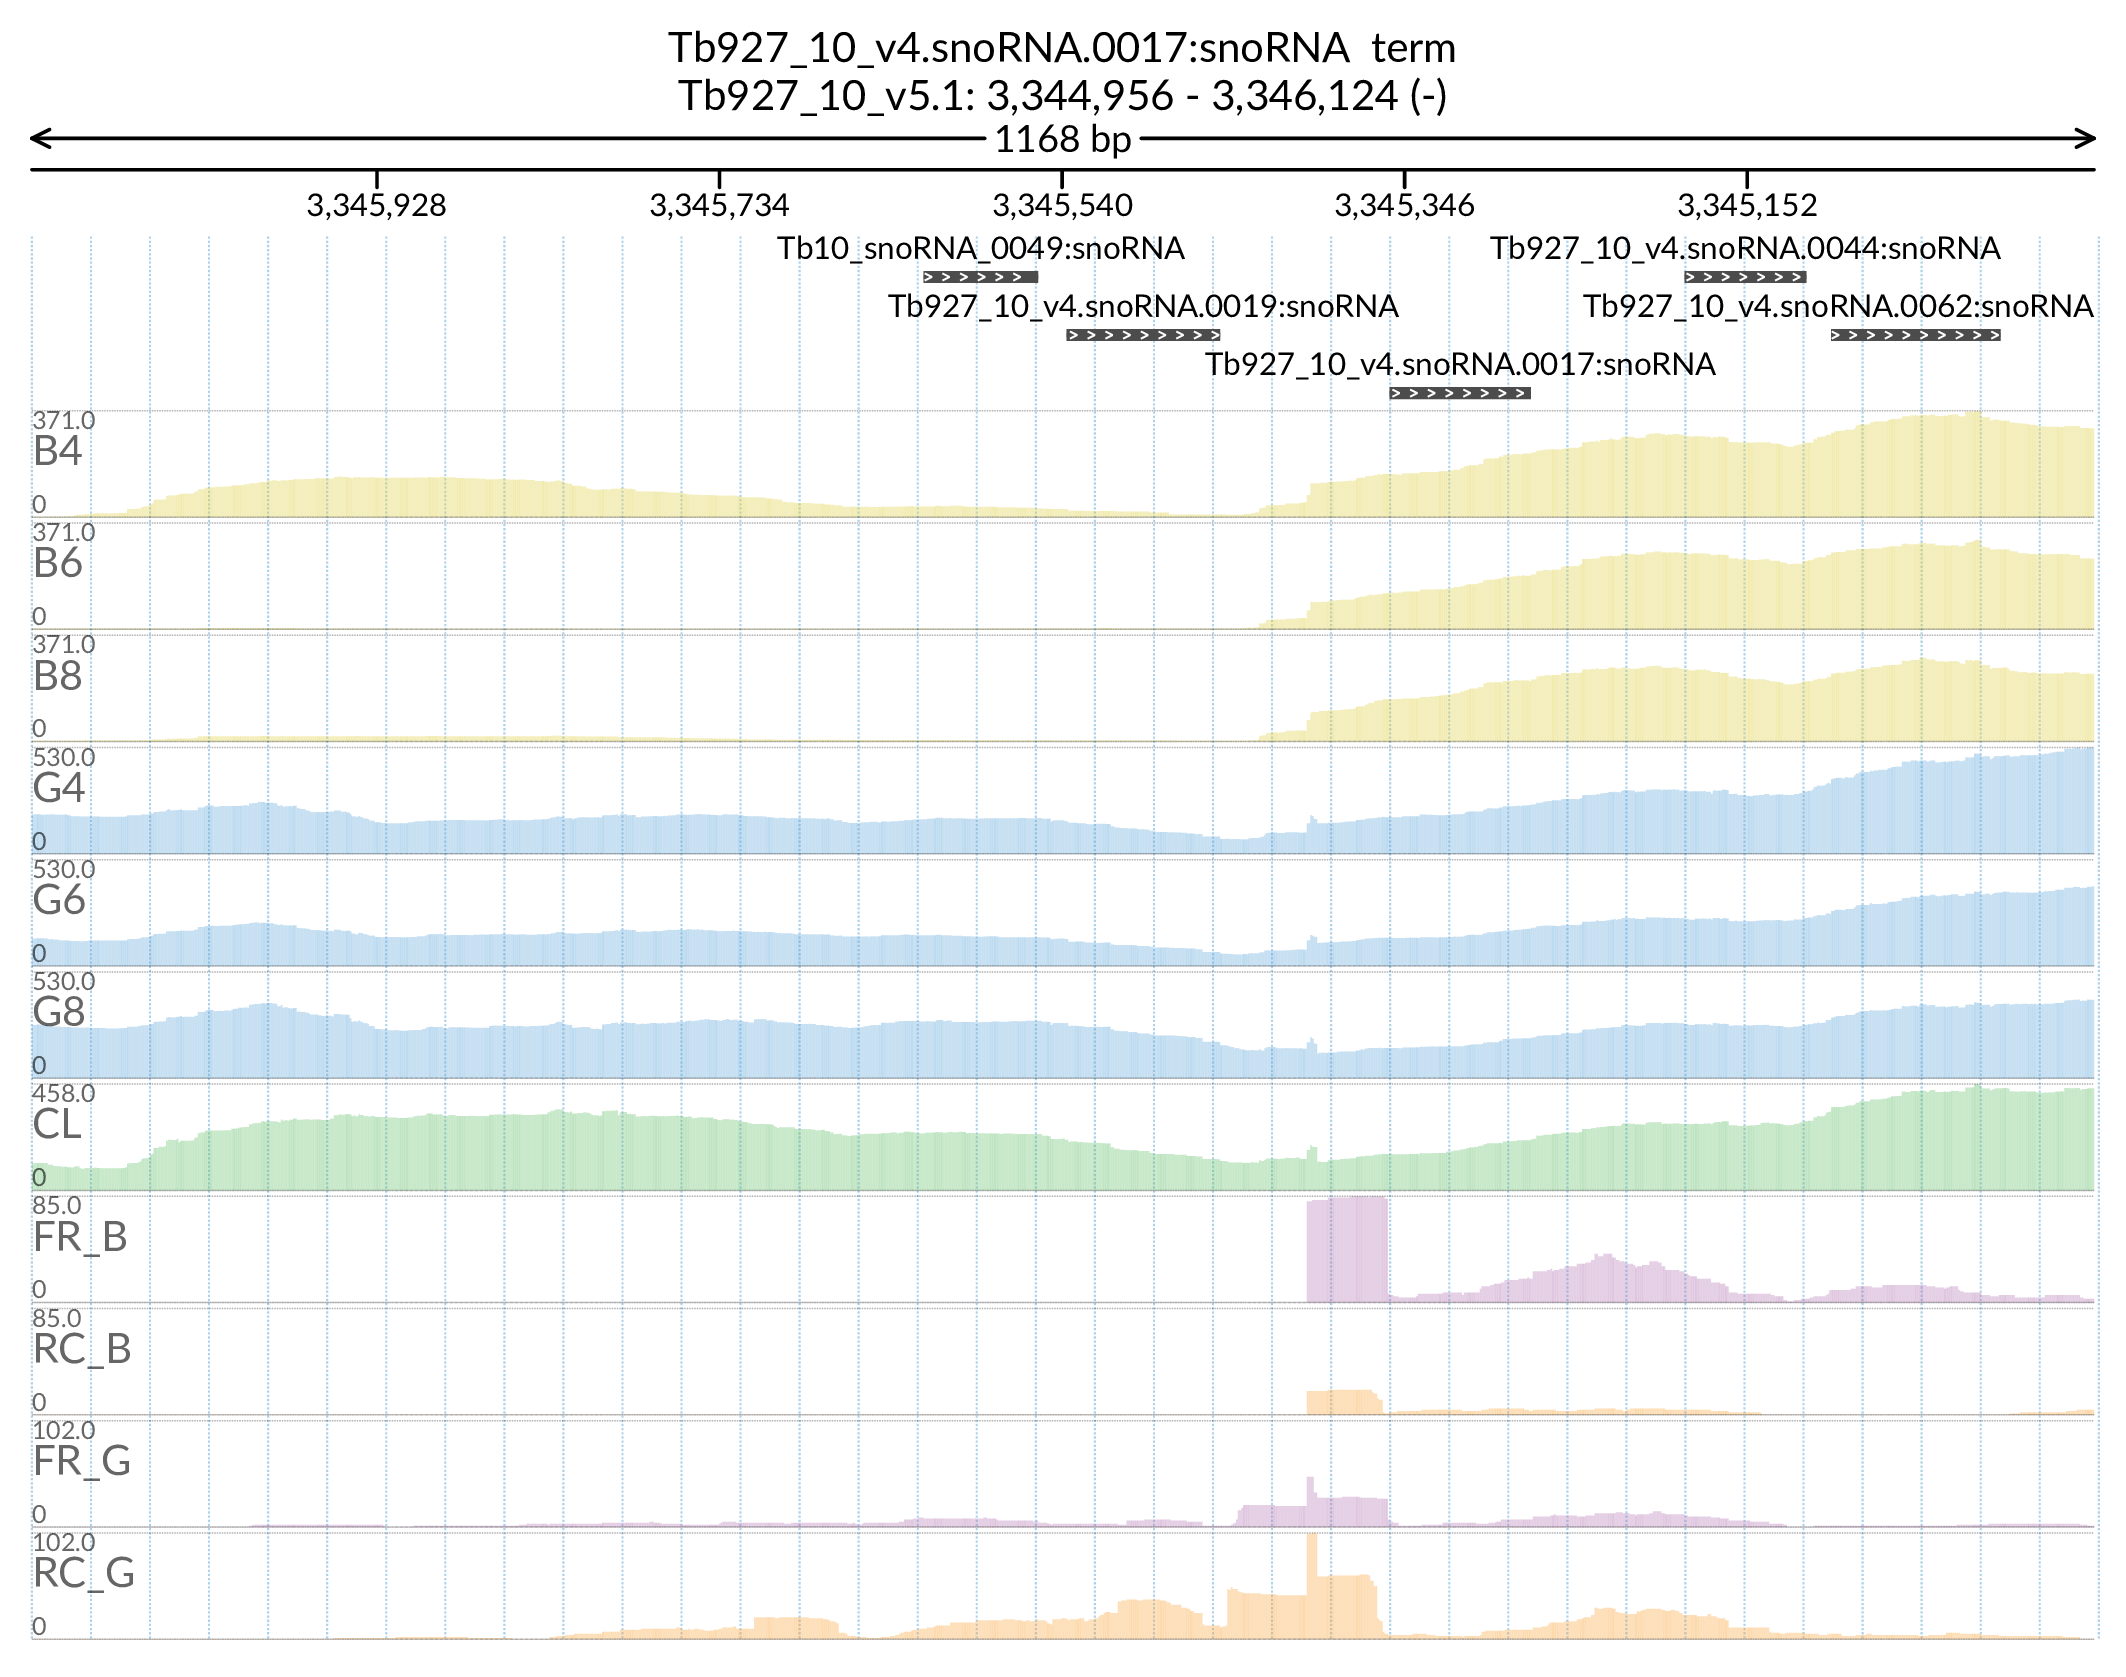 Tb927_10_v4.snoRNA.0017:snoRNA term
Tb927_10_v5.1: 3,344,956 - 3,346,124 (-)
1168 bp
3,345,928 3,345,734 3,345,540 3,345,346 3,345,152
Tb10_snoRNA_0049:snoRNA Tb927_10_v4.snoRNA.0044:snoRNA
Tb927_10_v4.snoRNA.0019:snoRNA Tb927_10_v4.snoRNA.0062:snoRNA
Tb927_10_v4.snoRNA.0017:snoRNA
371.0
B4
0
371.0
B6
0
371.0
B8
0
530.0
G4
0
530.0
G6
0
530.0
G8
0
458.0
CL
0
85.0
FR_B
0
85.0
RC_B
0
102.0
FR_G
0
102.0
RC_G
0